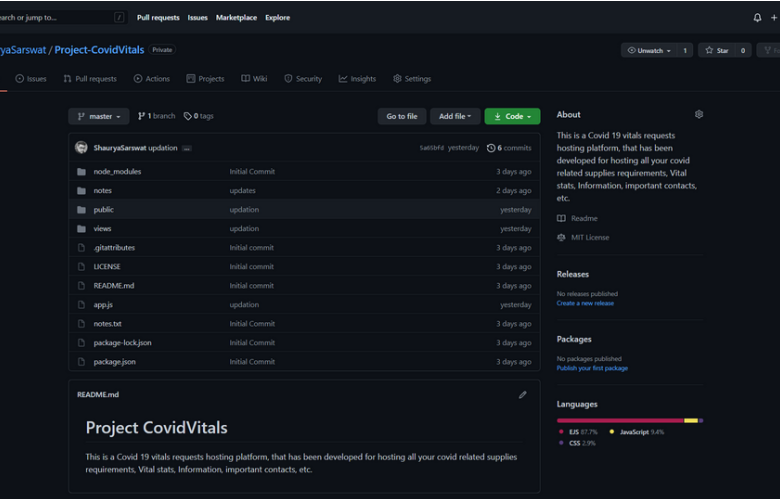 earch or jump to... / Pull requests Issues Marketplace Explore
yaSarswat / Project-CovidVitals Private Unwatch 1 Star 0
Issues Pull requests Actions Projects Wiki Security Insights Settings
master 1 branch 0 tags Go to file Add file Code
ShauryaSarswat updation ... 5a65bfd yesterday 6 commits
node_modules Initial Commit 3 days ago
notes updates 2 days ago
public updation yesterday
views updation yesterday
.gitattributes Initial commit 3 days ago
LICENSE Initial commit 3 days ago
README.md Initial commit 3 days ago
app.js updation yesterday
notes.txt Initial Commit 3 days ago
package-lock.json Initial Commit 3 days ago
package.json Initial Commit 3 days ago
README.md
Project CovidVitals
This is a Covid 19 vitals requests hosting platform, that has been developed for hosting all your covid related supplies
requirements, Vital stats, Information, important contacts, etc.
About
This is a Covid 19 vitals requests
hosting platform, that has been
developed for hosting all your covid
related supplies requirements, Vital
stats, Information, important contacts,
etc.
Readme
MIT License
Releases
No releases published
Create a new release
Packages
No packages published
Publish your first package
Languages
EJS 87.7% JavaScript 9.4%
CSS 2.9%